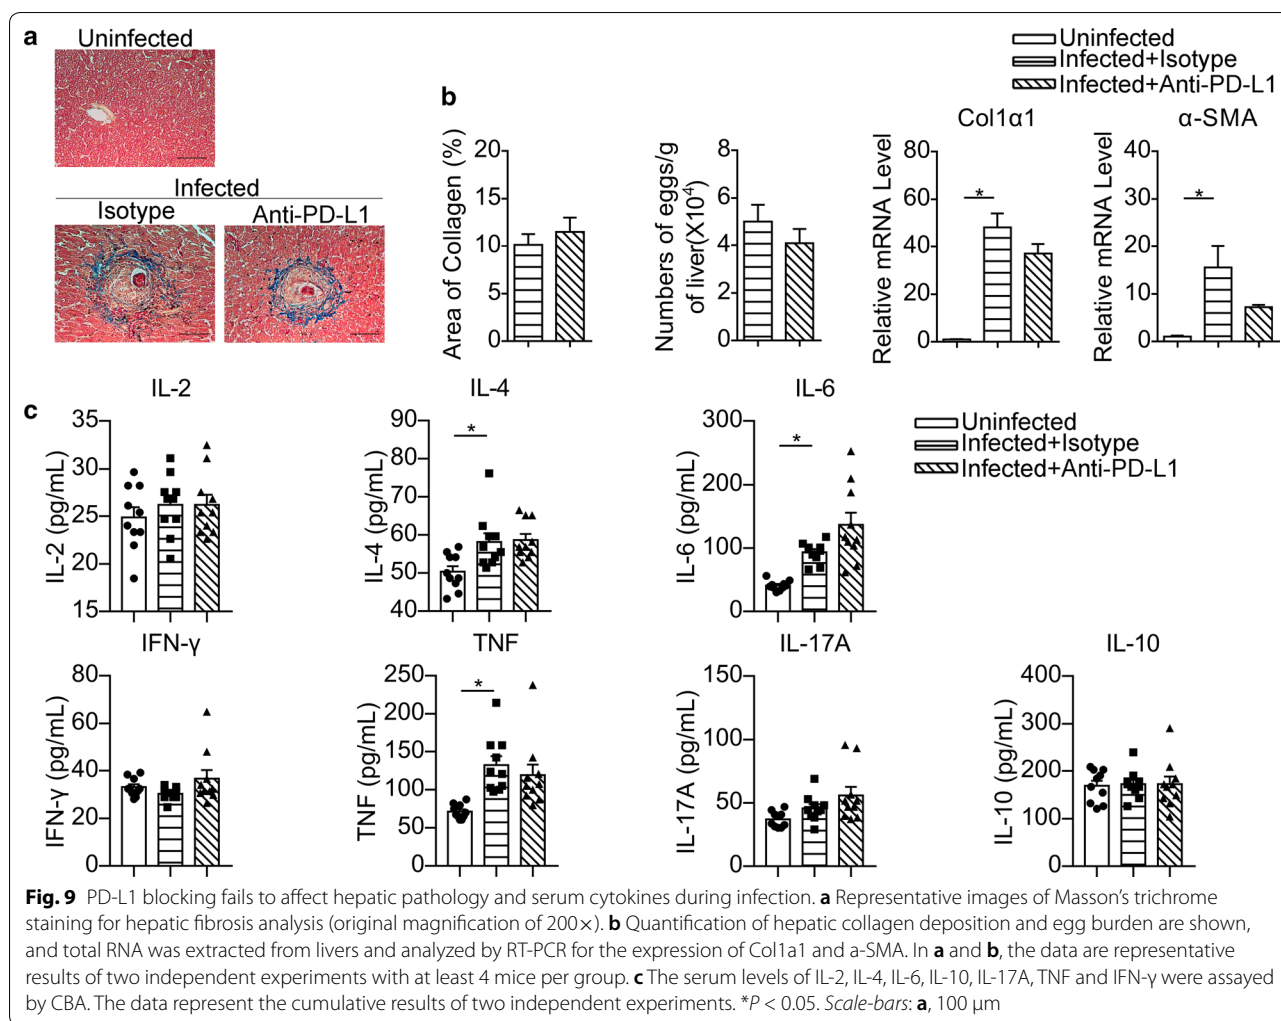 a
Uninfected
Infected
Isotype
Anti-PD-L1
Uninfected
Infected+Isotype
Infected+Anti-PD-L1
b
Area of Collagen (%)
20
15
10
5
0
Numbers of eggs/g
of liver(X10⁴)
8
6
4
2
0
Col1α1
Relative mRNA Level
80
60
40
20
0
*
α-SMA
Relative mRNA Level
40
30
20
10
0
*
c
IL-2
IL-2 (pg/mL)
35
30
25
20
15
IL-4
IL-4 (pg/mL)
90
80
70
60
50
40
*
IL-6
IL-6 (pg/mL)
300
200
100
0
*
Uninfected
Infected+Isotype
Infected+Anti-PD-L1
IFN-γ
IFN-γ (pg/mL)
80
60
40
20
0
TNF
TNF (pg/mL)
250
200
150
100
50
0
*
IL-17A
IL-17A (pg/mL)
150
100
50
0
IL-10
IL-10 (pg/mL)
400
300
200
100
0
Fig. 9 PD-L1 blocking fails to affect hepatic pathology and serum cytokines during infection. a Representative images of Masson’s trichrome
staining for hepatic fibrosis analysis (original magnification of 200×). b Quantification of hepatic collagen deposition and egg burden are shown,
and total RNA was extracted from livers and analyzed by RT-PCR for the expression of Col1a1 and a-SMA. In a and b, the data are representative
results of two independent experiments with at least 4 mice per group. c The serum levels of IL-2, IL-4, IL-6, IL-10, IL-17A, TNF and IFN-γ were assayed
by CBA. The data represent the cumulative results of two independent experiments. *P < 0.05. Scale-bars: a, 100 μm